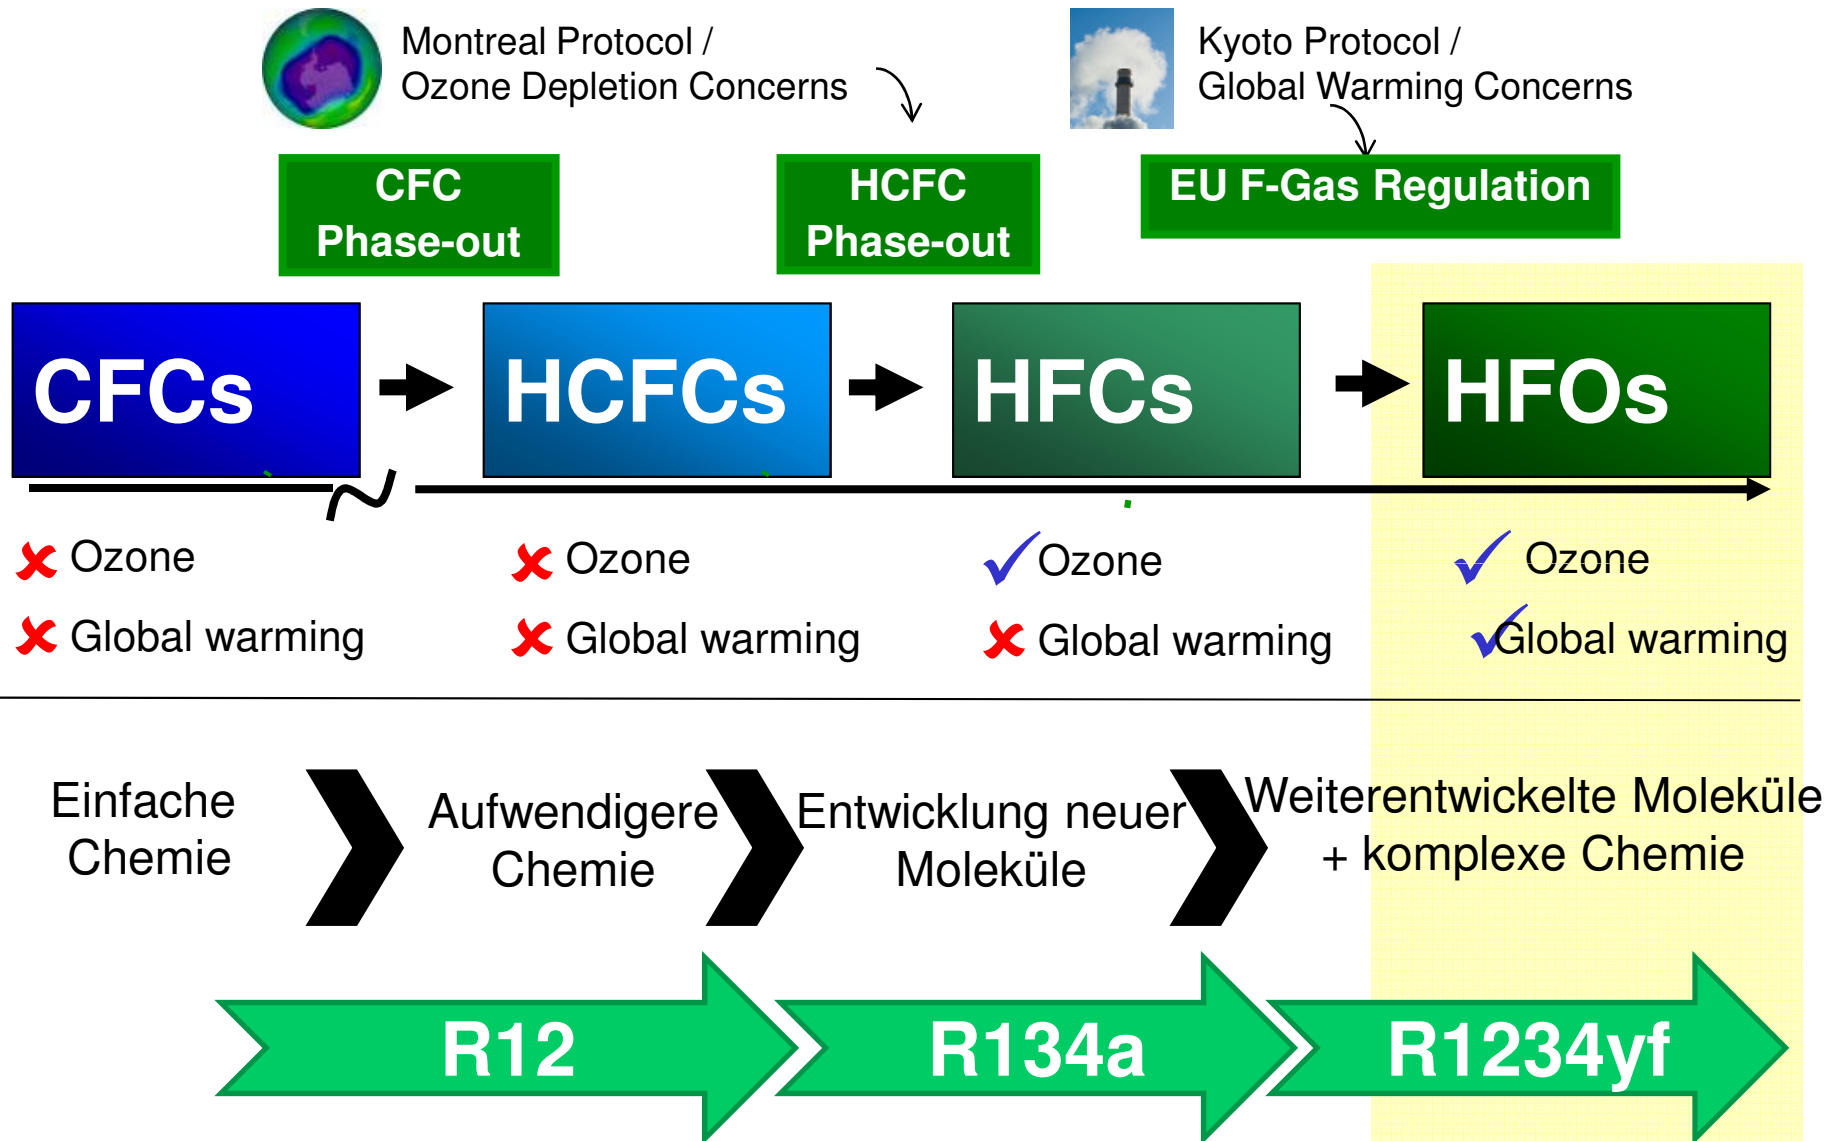 Montreal Protocol /
Ozone Depletion Concerns
Kyoto Protocol /
Global Warming Concerns
CFC
Phase-out
HCFC
Phase-out
EU F-Gas Regulation
CFCs
HCFCs
HFCs
HFOs
Ozone
Global warming
Ozone
Global warming
Ozone
Global warming
Ozone
Global warming
Einfache
Chemie
Aufwendigere
Chemie
Entwicklung neuer
Moleküle
Weiterentwickelte Moleküle
+ komplexe Chemie
R12
R134a
R1234yf